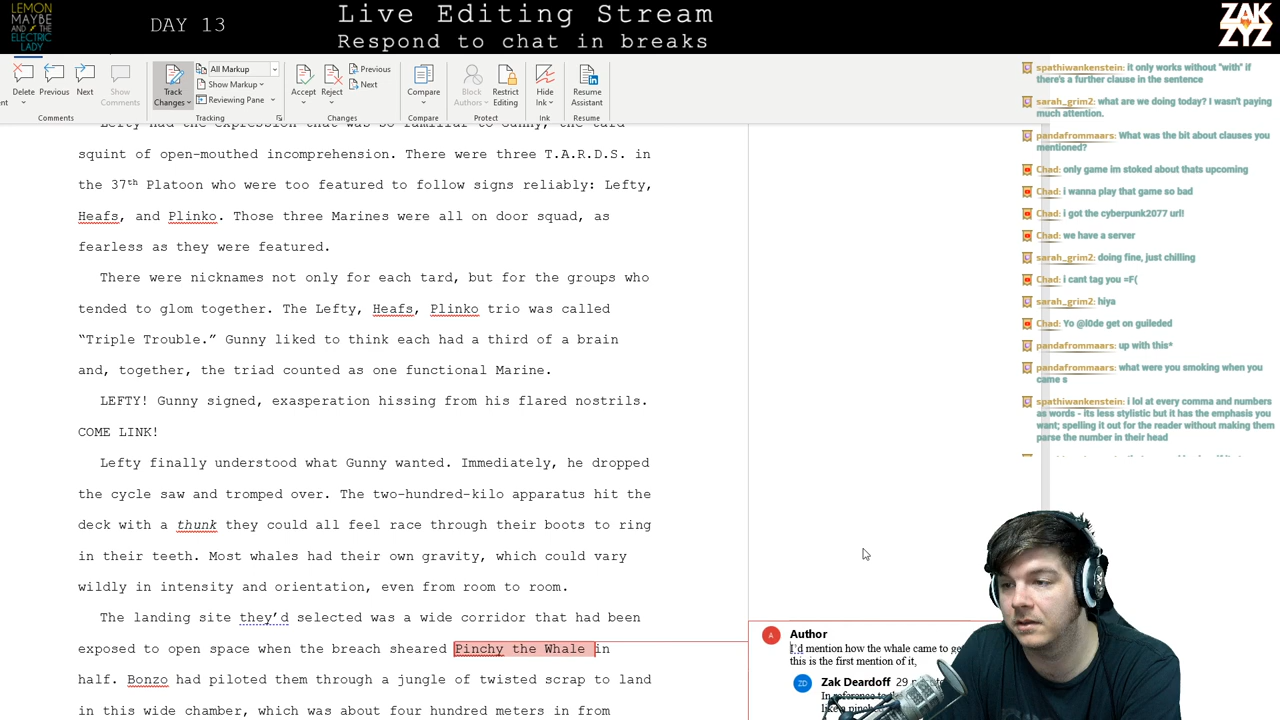 LEMON
MAYBE
AND THE
ELECTRIC
LADY
DAY 13
Live Editing Stream
Respond to chat in breaks
ZAK
ZYZ
Delete
Previous
Next
Show
Comments
Comments
Track
Changes
All Markup
Show Markup
Reviewing Pane
Tracking
Accept
Reject
Previous
Next
Changes
Compare
Compare
Block
Authors
Restrict
Editing
Protect
Hide
Ink
Ink
Resume
Assistant
Resume
squint of open-mouthed incomprehension. There were three T.A.R.D.S. in
the 37th Platoon who were too featured to follow signs reliably: Lefty,
Heafs, and Plinko. Those three Marines were all on door squad, as
fearless as they were featured.
There were nicknames not only for each tard, but for the groups who
tended to glom together. The Lefty, Heafs, Plinko trio was called
“Triple Trouble.” Gunny liked to think each had a third of a brain
and, together, the triad counted as one functional Marine.
LEFTY! Gunny signed, exasperation hissing from his flared nostrils.
COME LINK!
Lefty finally understood what Gunny wanted. Immediately, he dropped
the cycle saw and tromped over. The two-hundred-kilo apparatus hit the
deck with a thunk they could all feel race through their boots to ring
in their teeth. Most whales had their own gravity, which could vary
wildly in intensity and orientation, even from room to room.
The landing site they’d selected was a wide corridor that had been
exposed to open space when the breach sheared Pinchy the Whale in
half. Bonzo had piloted them through a jungle of twisted scrap to land
in this wide chamber, which was about four hundred meters in from
A
Author
I'd mention how the whale came to
this is the first mention of it,
ZD
Zak Deardoff 29
In reference to
like a
spathiwankenstein: it only works without "with" if
there's a further clause in the sentence
sarah_grim2: what are we doing today? I wasn't paying
much attention.
pandafrommaars: What was the bit about clauses you
mentioned?
Chad: only game im stoked about thats upcoming
Chad: i wanna play that game so bad
Chad: i got the cyberpunk2077 url!
Chad: we have a server
sarah_grim2: doing fine, just chilling
Chad: i cant tag you =F(
sarah_grim2: hiya
Chad: Yo @l0de get on guileded
pandafrommaars: up with this*
pandafrommaars: what were you smoking when you
came s
spathiwankenstein: i lol at every comma and numbers
as words - its less stylistic but it has the emphasis you
want; spelling it out for the reader without making them
parse the number in their head